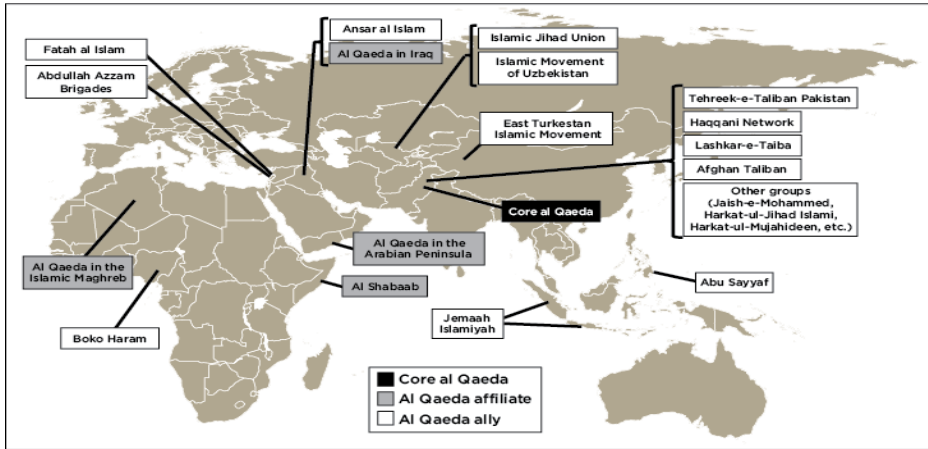 Fatah al Islam
Abdullah Azzam
Brigades
Ansar al Islam
Al Qaeda in Iraq
Islamic Jihad Union
Islamic Movement
of Uzbekistan
East Turkestan
Islamic Movement
Tehreek-e-Taliban Pakistan
Haqqani Network
Lashkar-e-Taiba
Afghan Taliban
Other groups
(Jaish-e-Mohammed,
Harkat-ul-Jihad Islami,
Harkat-ul-Mujahideen, etc.)
Core al Qaeda
Al Qaeda in the
Arabian Peninsula
Al Qaeda in the
Islamic Maghreb
Al Shabaab
Abu Sayyaf
Boko Haram
Jemaah
Islamiyah
Core al Qaeda
Al Qaeda affiliate
Al Qaeda ally